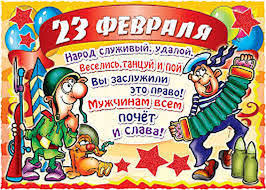 23 ФЕВРАЛЯ
Народ служивый, удалой,
Веселись, танцуй и пой
Вы заслужили
это право!
Мужчинам всем
почёт
и слава!